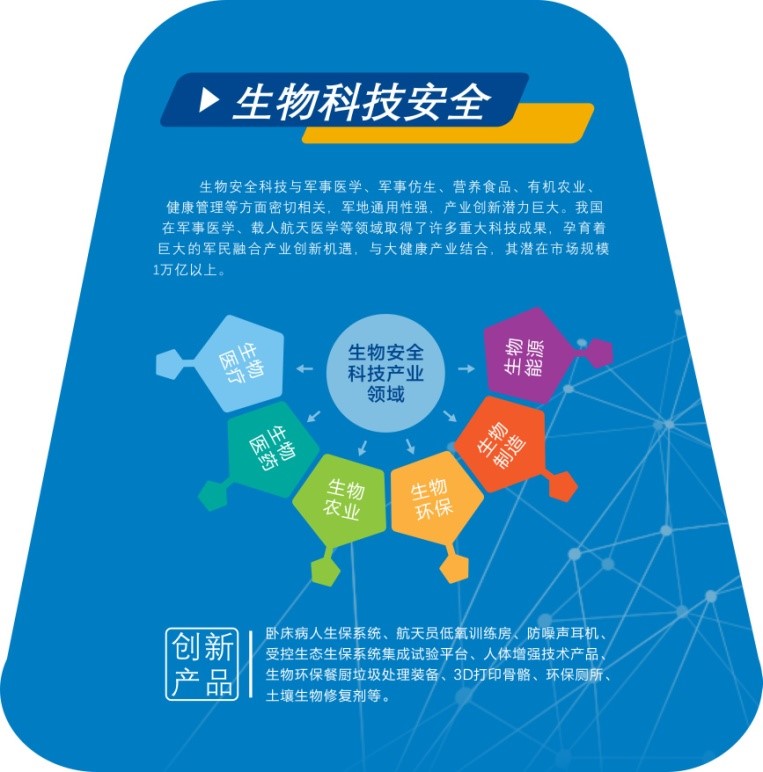 生物科技安全
生物安全科技与军事医学、军事仿生、营养食品、有机农业、
健康管理等方面密切相关，军地通用性强，产业创新潜力巨大。我国
在军事医学、载人航天医学等领域取得了许多重大科技成果，孕育着
巨大的军民融合产业创新机遇，与大健康产业结合，其潜在市场规模
1万亿以上。
生物安全
科技产业
领域
生物
医疗
生物
医药
生物
农业
生物
环保
生物
制造
生物
能源
创新
产品
卧床病人生保系统、航天员低氧训练房、防噪声耳机、
受控生态生保系统集成试验平台、人体增强技术产品、
生物环保餐厨垃圾处理装备、3D打印骨骼、环保厕所、
土壤生物修复剂等。